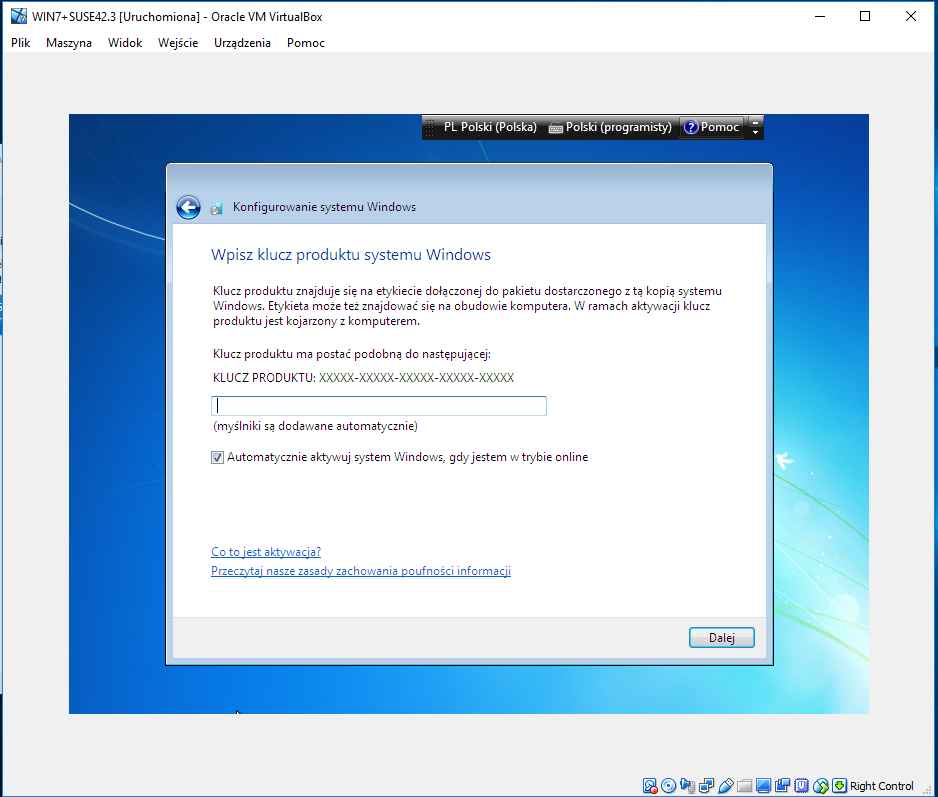 WIN7+SUSE42.3 [Uruchomiona] - Oracle VM VirtualBox
Plik Maszyna Widok Wejście Urządzenia Pomoc
PL Polski (Polska) Polski (programisty) ? Pomoc
Konfigurowanie systemu Windows
Wpisz klucz produktu systemu Windows
Klucz produktu znajduje się na etykiecie dołączonej do pakietu dostarczonego z tą kopią systemu
Windows. Etykieta może też znajdować się na obudowie komputera. W ramach aktywacji klucz
produktu jest kojarzony z komputerem.
Klucz produktu ma postać podobną do następującej:
KLUCZ PRODUKTU: XXXXX-XXXXX-XXXXX-XXXXX-XXXXX
(myślniki są dodawane automatycznie)
Automatycznie aktywuj system Windows, gdy jestem w trybie online
Co to jest aktywacja?
Przeczytaj nasze zasady zachowania poufności informacji
Dalej
Right Control